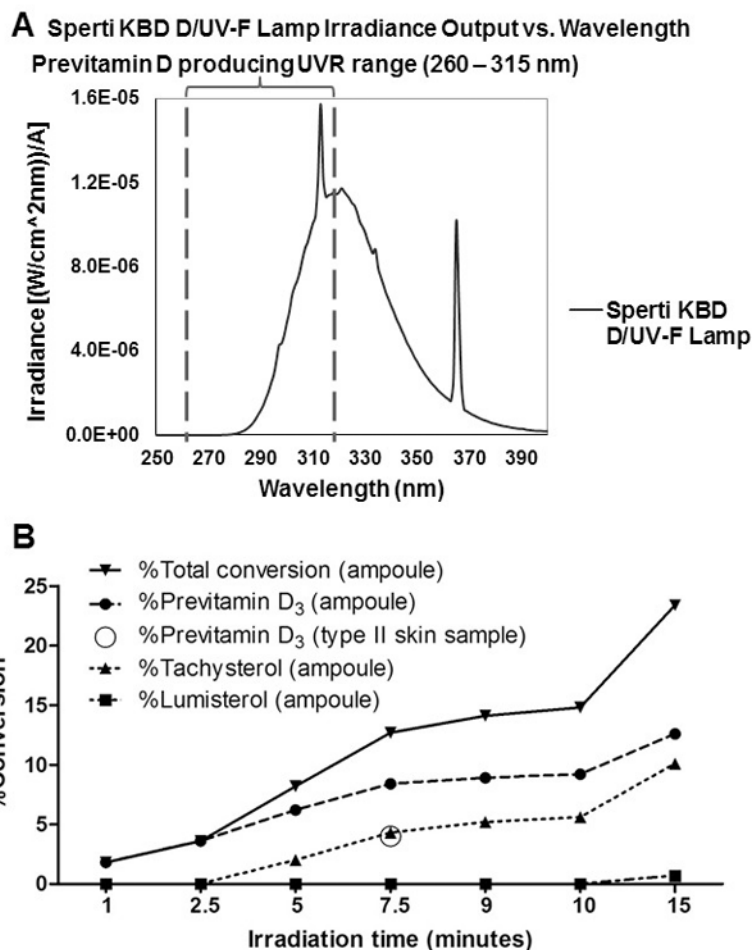 A Sperti KBD D/UV-F Lamp Irradiance Output vs. Wavelength
Previtamin D producing UVR range (260 – 315 nm)
1.6E-05
1.2E-05
8.0E-06
4.0E-06
0.0E+00
Irradiance [(W/cm^2nm))/A]
250 270 290 310 330 350 370 390
Wavelength (nm)
Sperti KBD
D/UV-F Lamp
B
%Total conversion (ampoule)
%Previtamin D₃ (ampoule)
%Previtamin D₃ (type II skin sample)
%Tachysterol (ampoule)
%Lumisterol (ampoule)
25
20
15
10
5
0
%Conversion
1 2.5 5 7.5 9 10 15
Irradiation time (minutes)